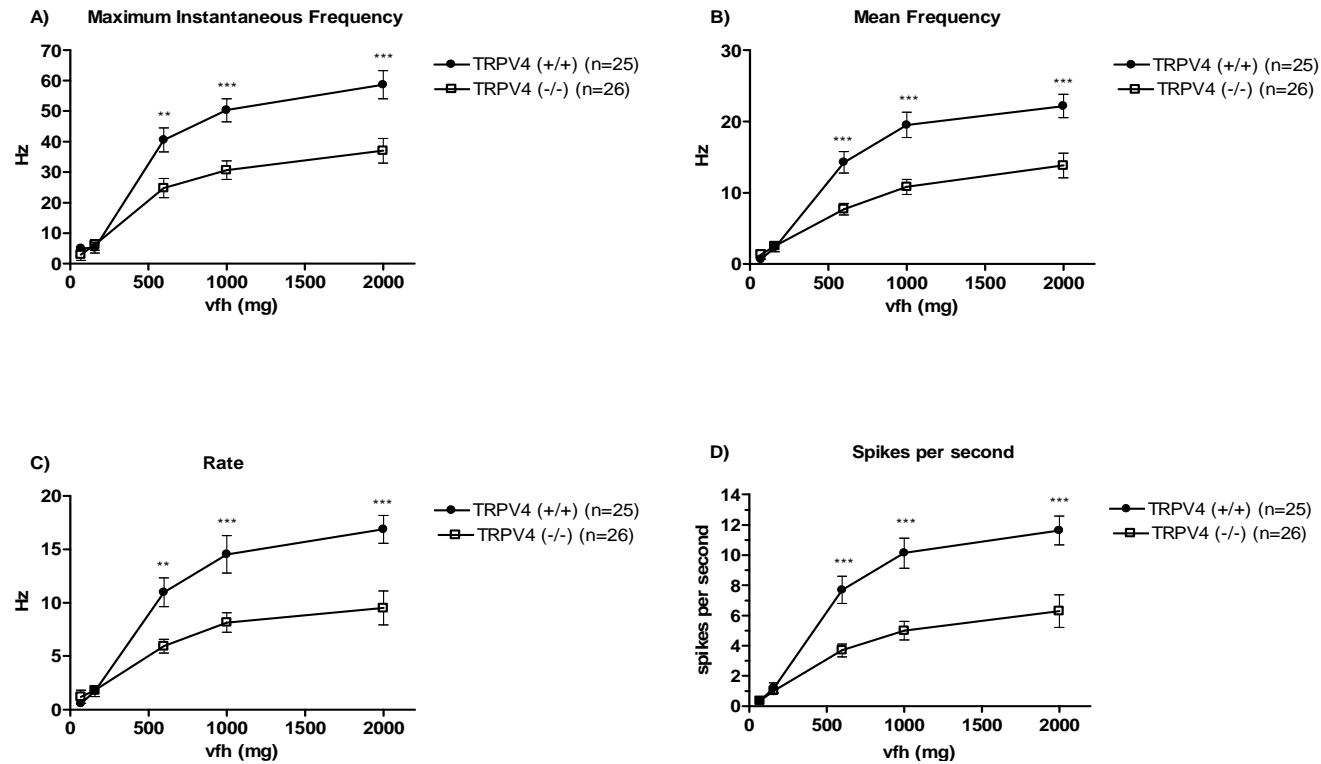 A) Maximum Instantaneous Frequency
70
60
50
40
30
20
10
0
Hz
** *** ***
0 500 1000 1500 2000
vfh (mg)
TRPV4 (+/+) (n=25)
TRPV4 (-/-) (n=26)
B) Mean Frequency
30
20
10
0
Hz
*** *** ***
0 500 1000 1500 2000
vfh (mg)
TRPV4 (+/+) (n=25)
TRPV4 (-/-) (n=26)
C) Rate
20
15
10
5
0
Hz
** *** ***
0 500 1000 1500 2000
vfh (mg)
TRPV4 (+/+) (n=25)
TRPV4 (-/-) (n=26)
D) Spikes per second
14
12
10
8
6
4
2
0
spikes per second
*** *** ***
0 500 1000 1500 2000
vfh (mg)
TRPV4 (+/+) (n=25)
TRPV4 (-/-) (n=26)